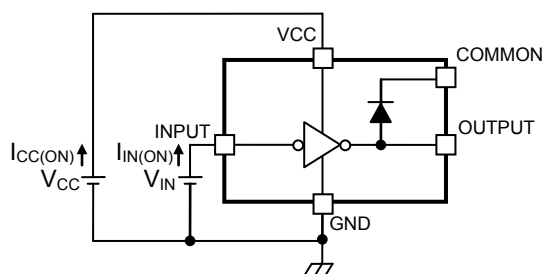 VCC
COMMON
INPUT
OUTPUT
ICC(ON)
VCC
IIN(ON)
VIN
GND